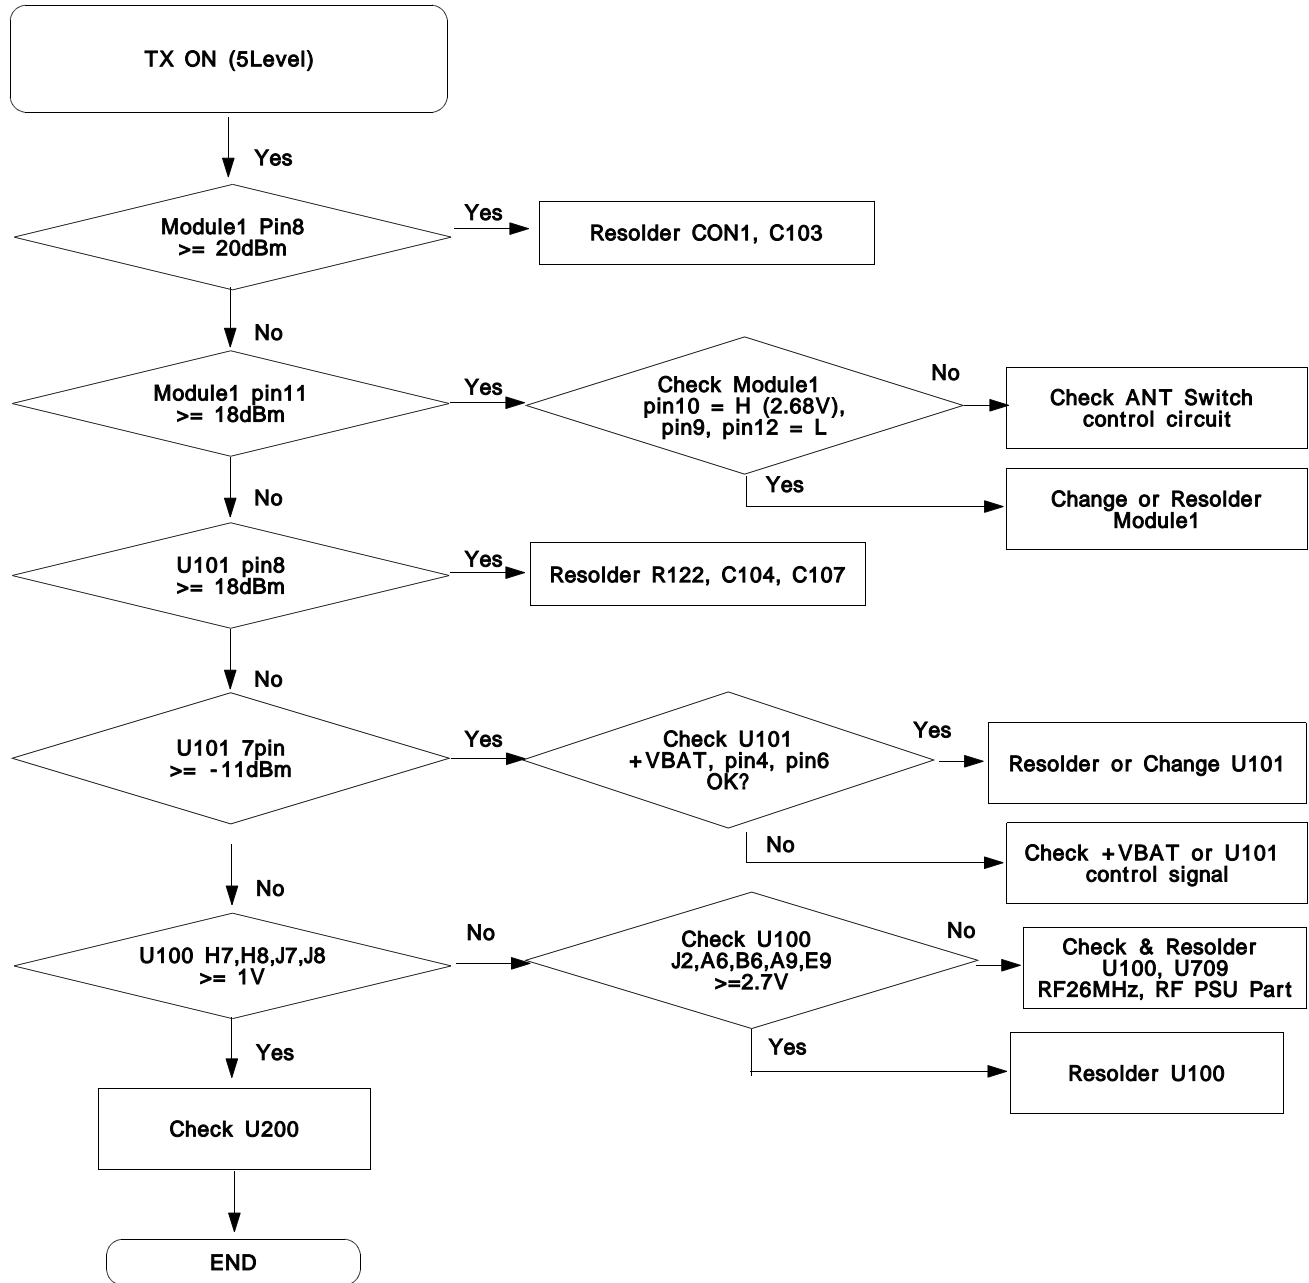 TX ON (5Level)
Yes
Module1 Pin8
>= 20dBm
Yes
Resolder CON1, C103
No
Module1 pin11
>= 18dBm
Yes
Check Module1
pin10 = H (2.68V),
pin9, pin12 = L
No
Check ANT Switch
control circuit
Yes
Change or Resolder
Module1
No
U101 pin8
>= 18dBm
Yes
Resolder R122, C104, C107
No
U101 7pin
>= -11dBm
Yes
Check U101
+VBAT, pin4, pin6
OK?
Yes
Resolder or Change U101
No
Check +VBAT or U101
control signal
No
U100 H7,H8,J7,J8
>= 1V
No
Check U100
J2,A6,B6,A9,E9
>=2.7V
No
Check & Resolder
U100, U709
RF26MHz, RF PSU Part
Yes
Resolder U100
Yes
Check U200
END